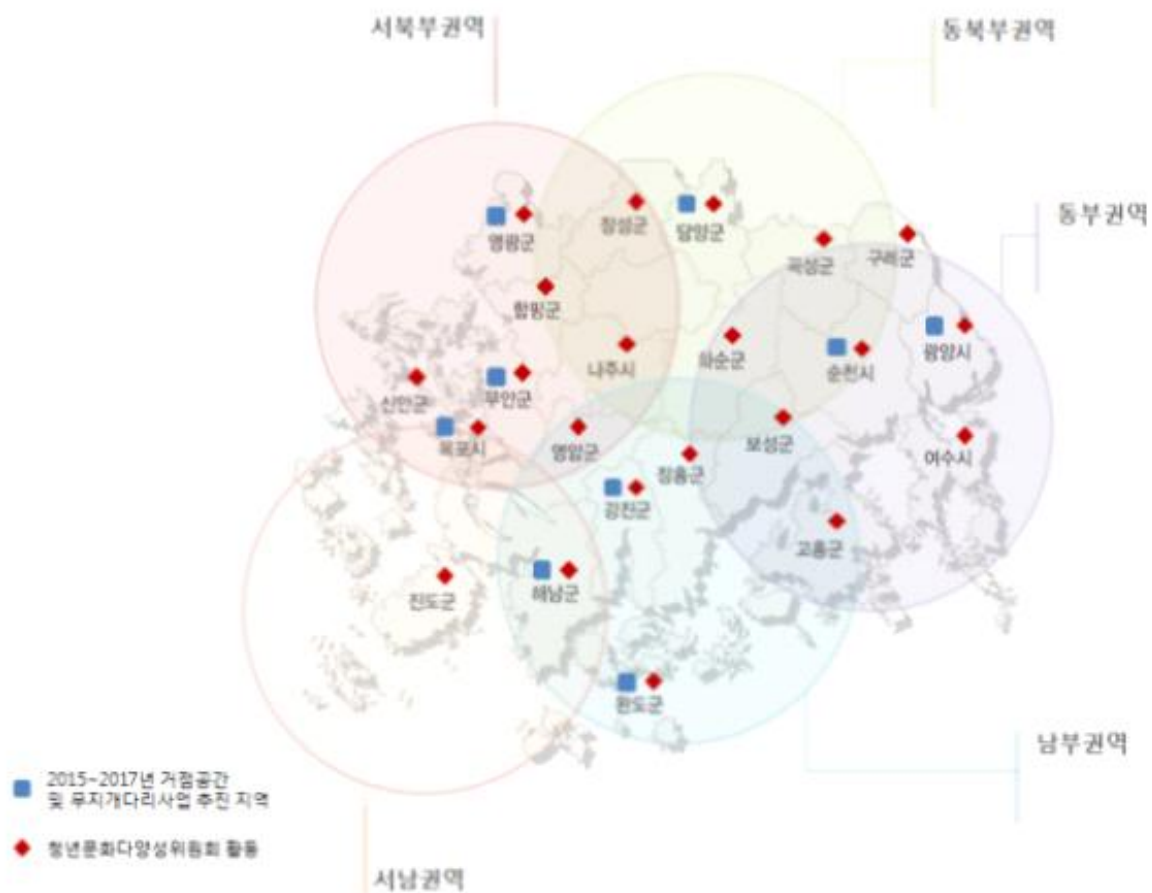 서북부권역
동북부권역
동부권역
장성군
담양군
영광군
곡성군
구례군
함평군
광양시
나주시
화순군
순천시
신안군
무안군
목포시
영암군
보성군
여수시
장흥군
강진군
고흥군
진도군
해남군
완도군
남부권역
2015~2017년 거점공간
및 무지개다리사업 추진 지역
청년문화다양성위원회 활동
서남권역